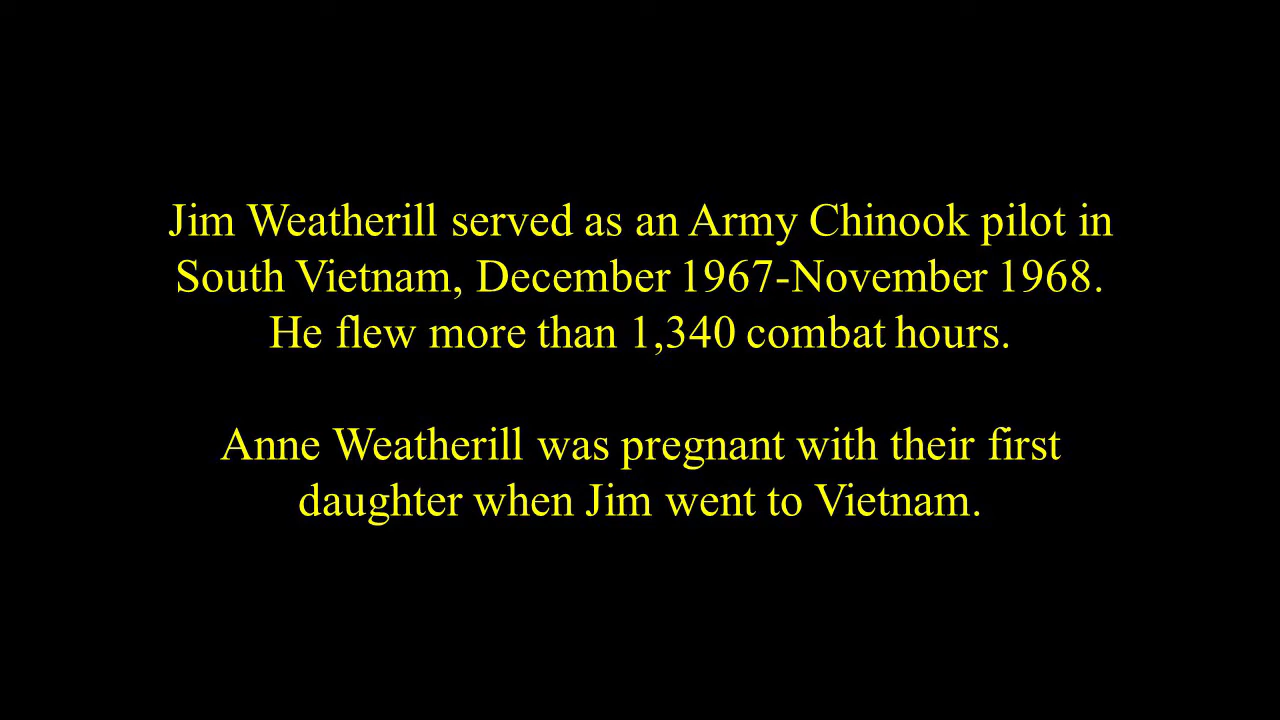 Jim Weatherill served as an Army Chinook pilot in
South Vietnam, December 1967-November 1968.
He flew more than 1,340 combat hours.
Anne Weatherill was pregnant with their first
daughter when Jim went to Vietnam.